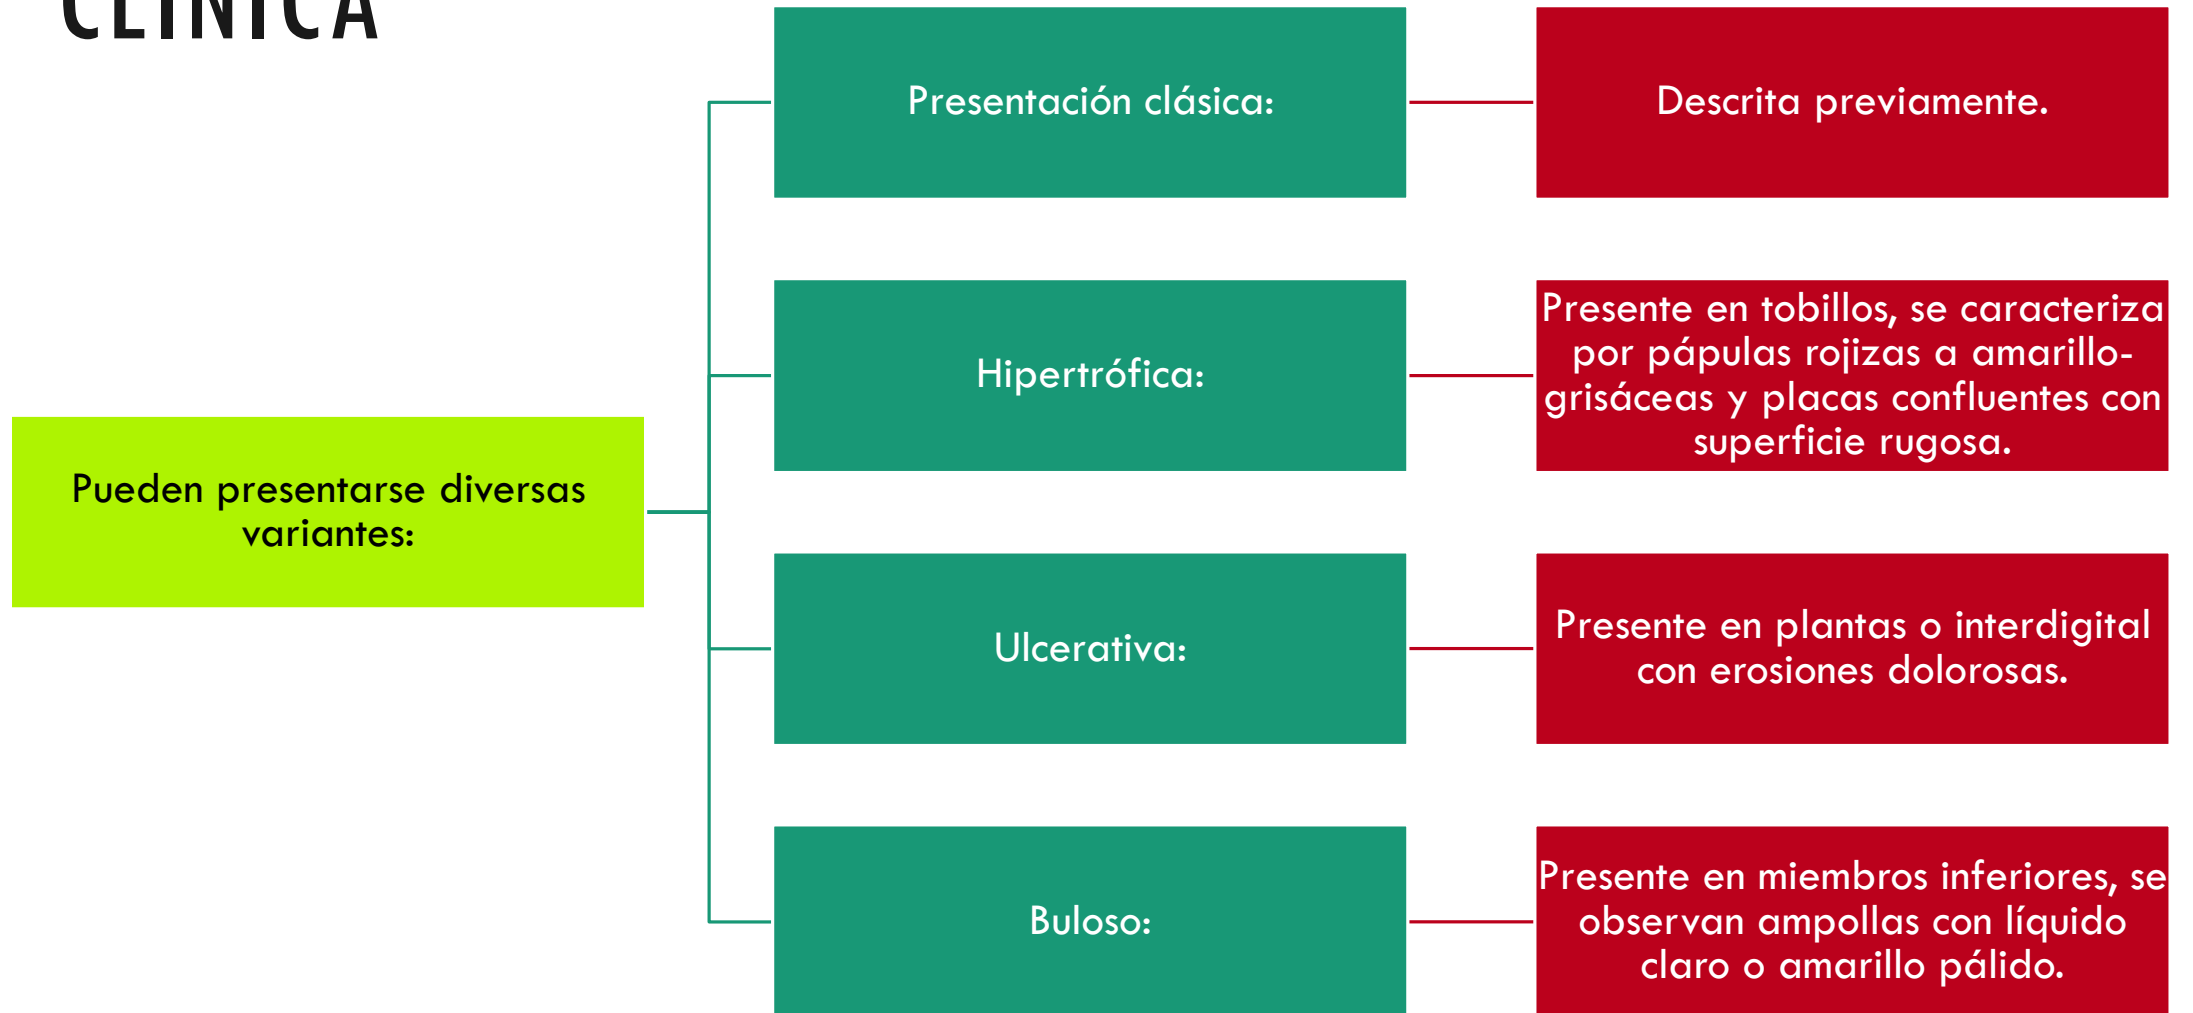 CLÍNICA
Presentación clásica:
Descrita previamente.
Hipertrófica:
Presente en tobillos, se caracteriza
por pápulas rojizas a amarillo-
grisáceas y placas confluentes con
superficie rugosa.
Pueden presentarse diversas
variantes:
Ulcerativa:
Presente en plantas o interdigital
con erosiones dolorosas.
Buloso:
Presente en miembros inferiores, se
observan ampollas con líquido
claro o amarillo pálido.